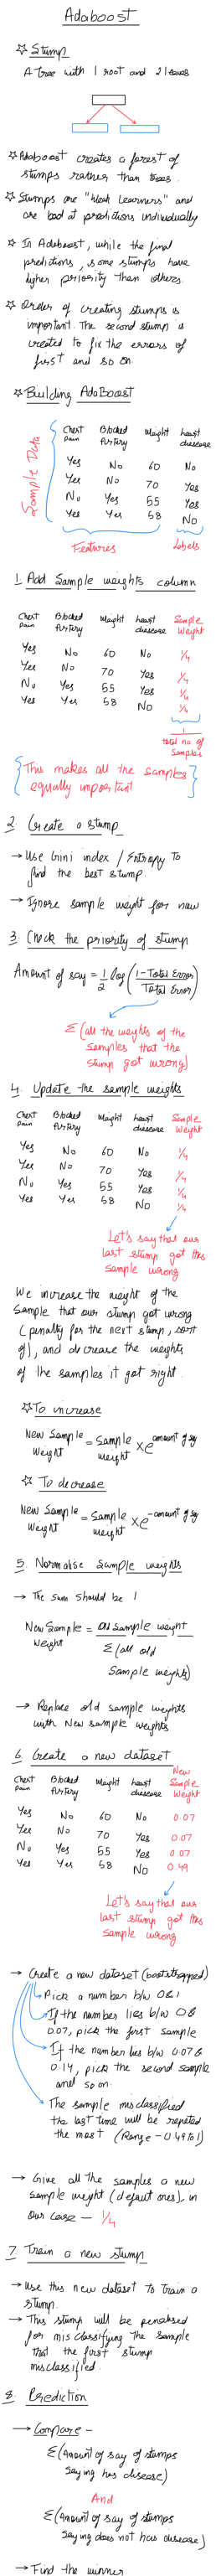 Adaboost
☆ Stump
A tree with 1 root and 2 leaves
☆ Adaboost creates a forest of
stumps rather than trees.
☆ Stumps are "Weak Learners" and
are bad at predictions individually
☆ In Adaboost, while the final
predictions, some stumps have
higher priority than others.
☆ Order of creating stumps is
important. The second stump is
created to fix the errors of
first and so on.
☆ Building AdaBoost
Sample Data
Chest pain Blocked Artery Weight heart disease
Yes No 60 No
Yes No 70 Yes
No Yes 55 Yes
Yes Yes 58 No
Features Labels
1. Add Sample weights column
Chest pain Blocked Artery Weight heart disease Sample Weight
Yes No 60 No 1/4
Yes No 70 Yes 1/4
No Yes 55 Yes 1/4
Yes Yes 58 No 1/4
1
total no. of
Samples
This makes all the samples
equally important
2. Create a stump
→ Use Gini index / Entropy to
find the best stump.
→ Ignore sample weight for now
3. Check the priority of stump
Amount of say = 1/2 log (1 - Total Error / Total Error)
Σ (all the weights of the
samples that the
stump got wrong)
4. Update the sample weights
Chest pain Blocked Artery Weight heart disease Sample Weight
Yes No 60 No 1/4
Yes No 70 Yes 1/4
No Yes 55 Yes 1/4
Yes Yes 58 No 1/4
Let's say that our
last stump got this
sample wrong
We increase the weight of the
sample that our stump got wrong
(penalty for the next stump, sort
of), and decrease the weights
of the samples it got right.
☆ To increase
New Sample Weight = Sample weight × e^amount of say
☆ To decrease
New Sample Weight = Sample weight × e^-amount of say
5. Normalise sample weights
→ The sum should be 1
New Sample Weight = Old sample weight
Σ (all old
sample weights)
→ Replace old sample weights
with New sample weights
6. Create a new dataset
Chest pain Blocked Artery Weight heart disease New Sample Weight
Yes No 60 No 0.07
Yes No 70 Yes 0.07
No Yes 55 Yes 0.07
Yes Yes 58 No 0.49
Let's say that our
last stump got this
sample wrong
→ Create a new dataset (bootstrapped)
→ Pick a number b/w 0&1
→ If the number lies b/w 0&
0.07, pick the first sample
→ If the number lies b/w 0.07&
0.14, pick the second sample
and so on.
→ The sample misclassified
the last time will be repeated
the most (Range - 0.49 to 1)
→ Give all the samples a new
sample weight (default ones), in
our case - 1/4
7. Train a new stump
→ Use this new dataset to train a
stump.
→ This stump will be penalised
for misclassifying the sample
that the first stump
misclassified.
8. Prediction
→ Compare -
Σ (Amount of say of stumps
saying has disease)
And
Σ (Amount of say of stumps
saying does not has disease)
→ Find the winner